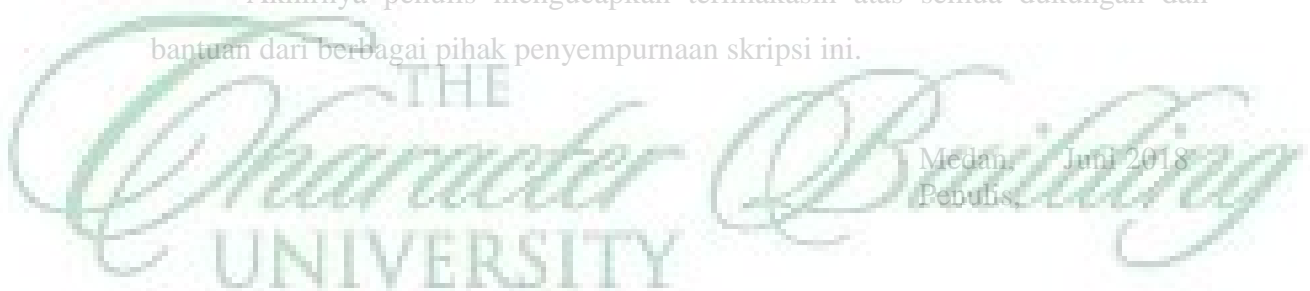 Akhirnya penulis mengucapkan terimakasih atas semua dukungan dan
bantuan dari berbagai pihak penyempurnaan skripsi ini.
THE
Character Building
UNIVERSITY
Medan, Juni 2018
Penulis,